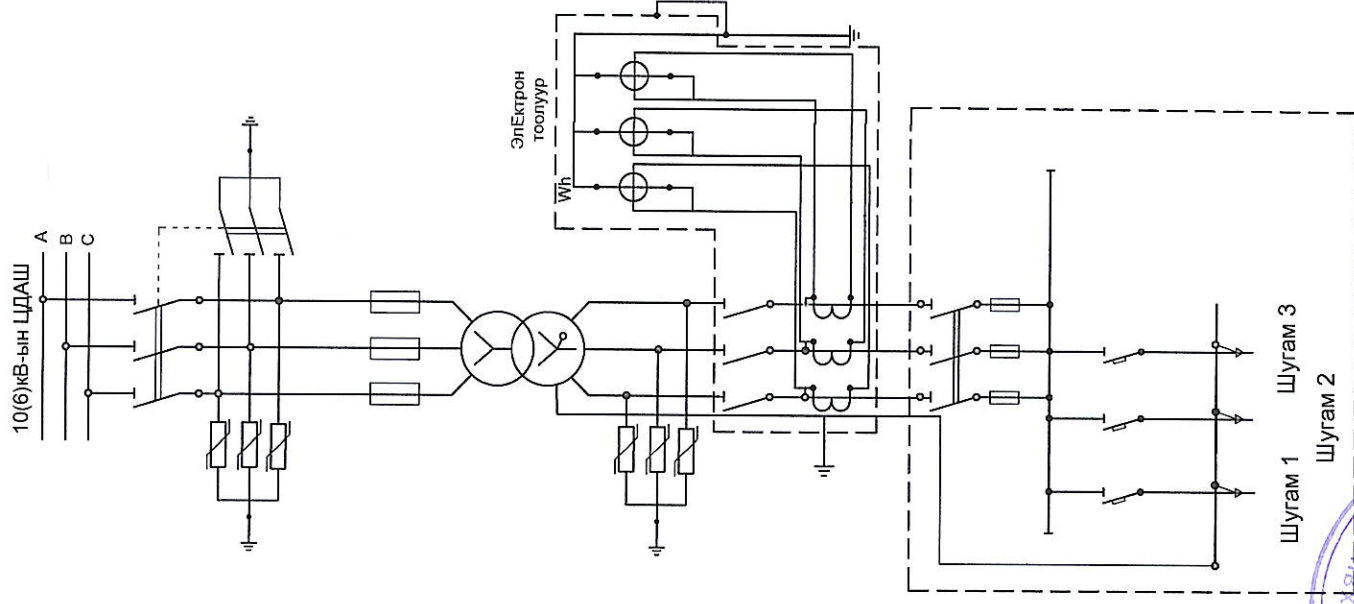 10(6)кВ-ын ЦДАШ
A
B
C
ЭлЕктрон
тоолуур
Wh
Шугам 1
Шугам 2
Шугам 3